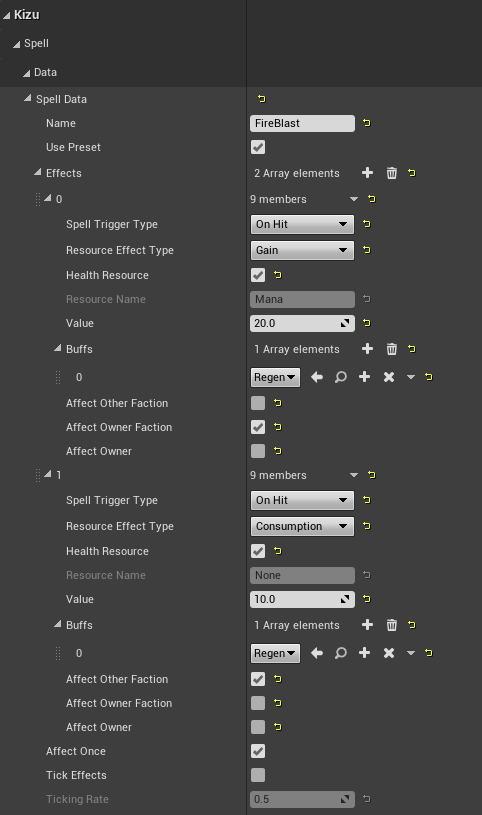 Kizu
Spell
Data
Spell Data
Name FireBlast
Use Preset
Effects 2 Array elements
0 9 members
Spell Trigger Type On Hit
Resource Effect Type Gain
Health Resource
Resource Name Mana
Value 20.0
Buffs 1 Array elements
0 Regen
Affect Other Faction
Affect Owner Faction
Affect Owner
1 9 members
Spell Trigger Type On Hit
Resource Effect Type Consumption
Health Resource
Resource Name None
Value 10.0
Buffs 1 Array elements
0 Regen
Affect Other Faction
Affect Owner Faction
Affect Owner
Affect Once
Tick Effects
Ticking Rate 0.5